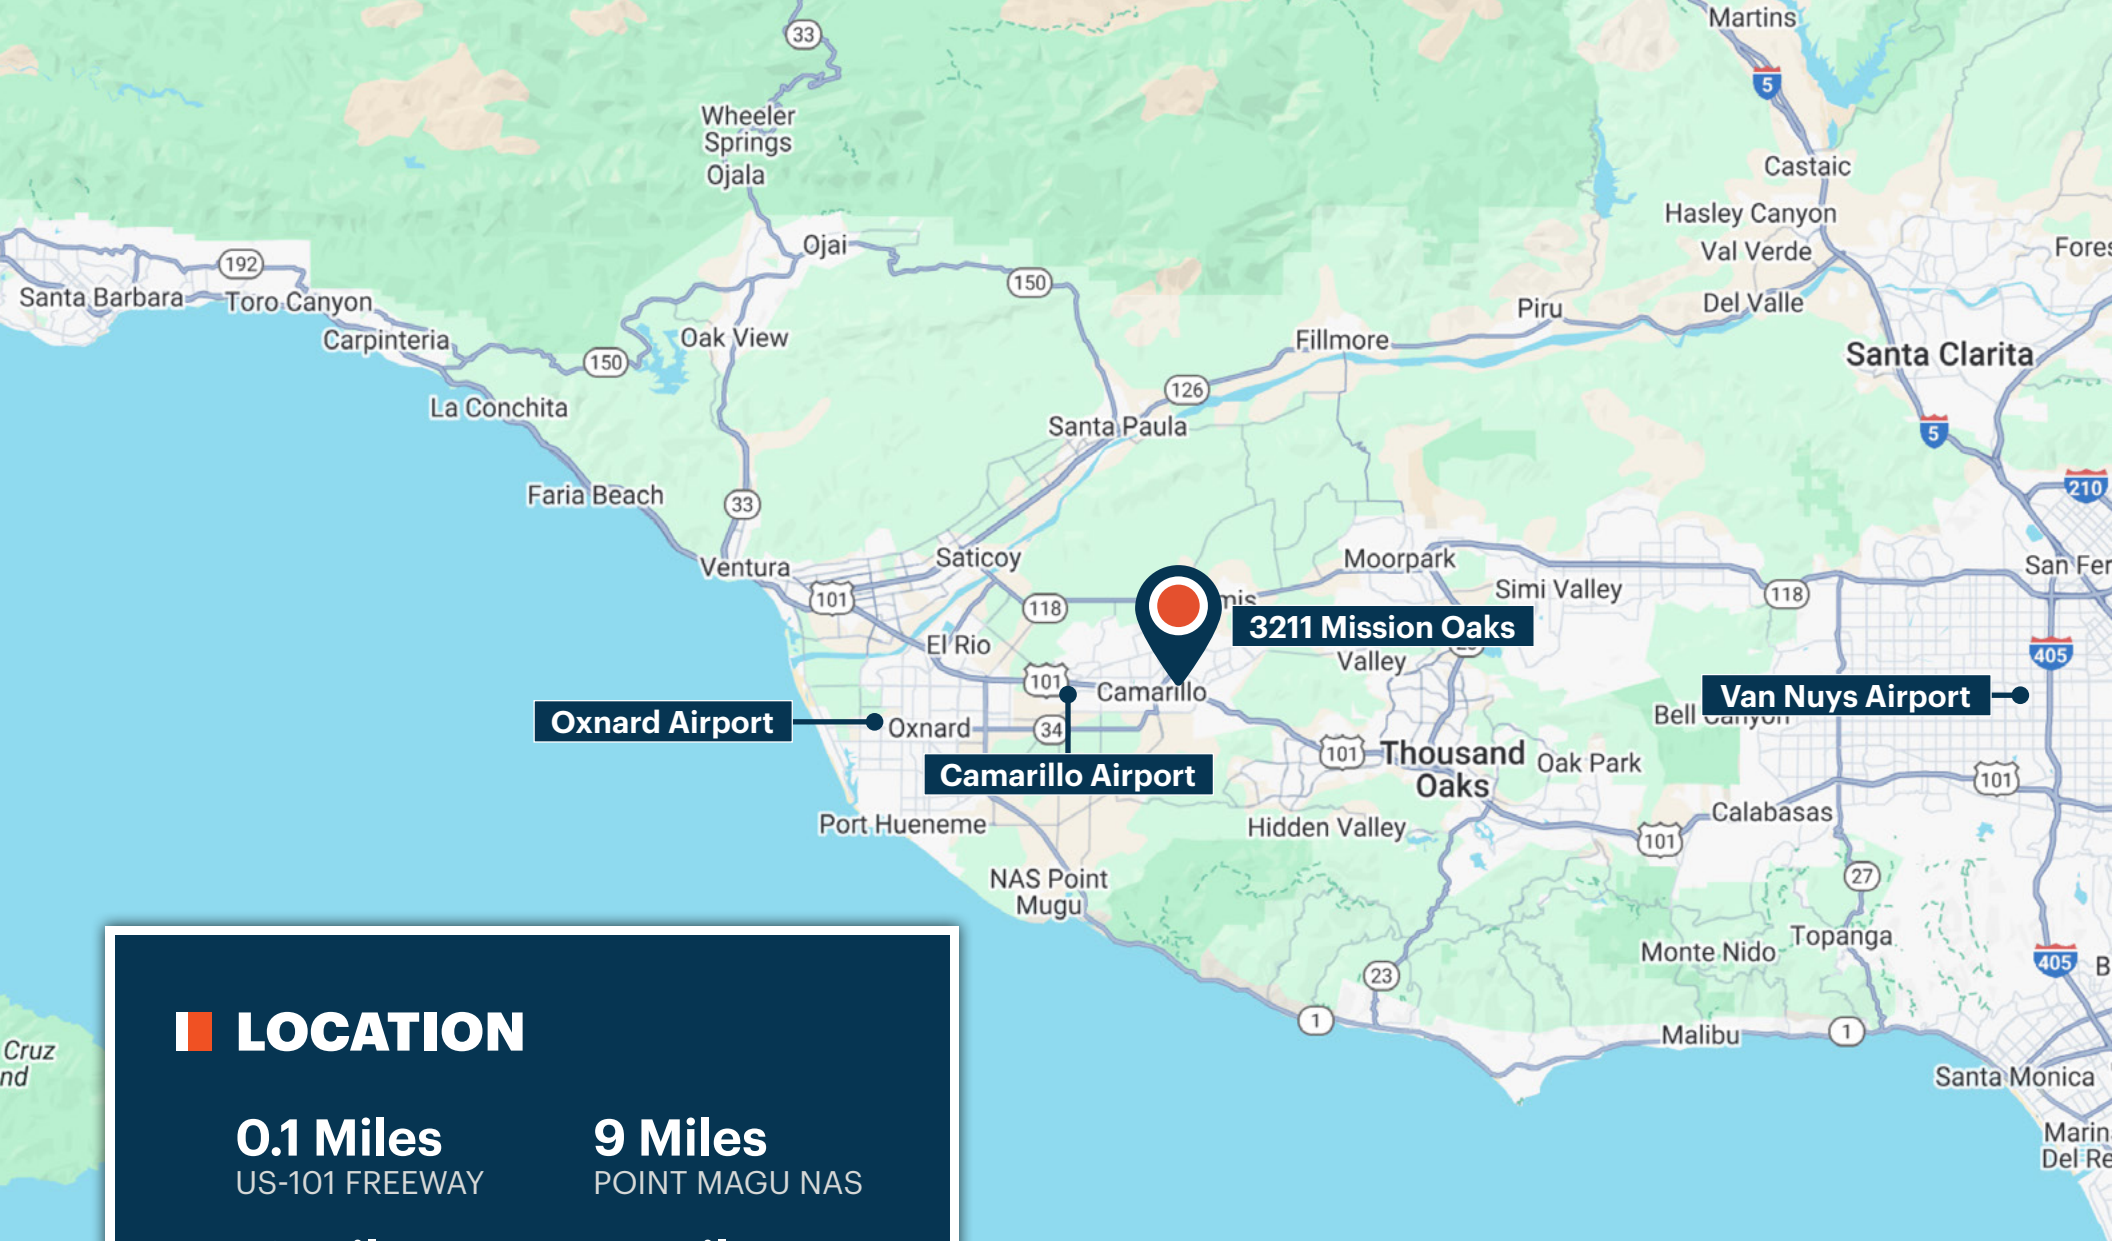 Martins
33
5
Wheeler
Springs
Ojala
Castaic
Hasley Canyon
Val Verde
Ojai
192
150
Santa Barbara
Toro Canyon
Del Valle
Piru
Carpinteria
Oak View
Fillmore
150
Santa Clarita
126
La Conchita
Santa Paula
5
210
Faria Beach
33
Saticoy
Moorpark
Ventura
Simi Valley
118
101
118
3211 Mission Oaks
El Rio
Valley
405
101
Camarillo
Van Nuys Airport
Bell Canyon
Oxnard Airport
Oxnard
34
101
Thousand
Oaks
Oak Park
Camarillo Airport
101
Calabasas
Port Hueneme
Hidden Valley
101
27
NAS Point
Mugu
Topanga
Monte Nido
405
23
1
Malibu
1
Cruz
Santa Monica
LOCATION
0.1 Miles
US-101 FREEWAY
9 Miles
POINT MAGU NAS